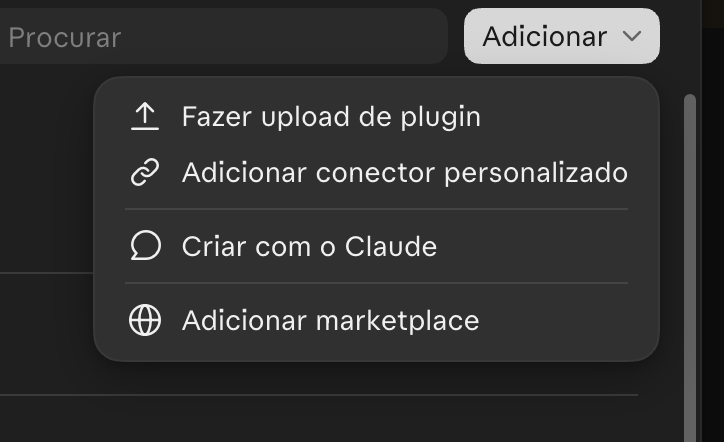 Procurar
Adicionar
Fazer upload de plugin
Adicionar conector personalizado
Criar com o Claude
Adicionar marketplace